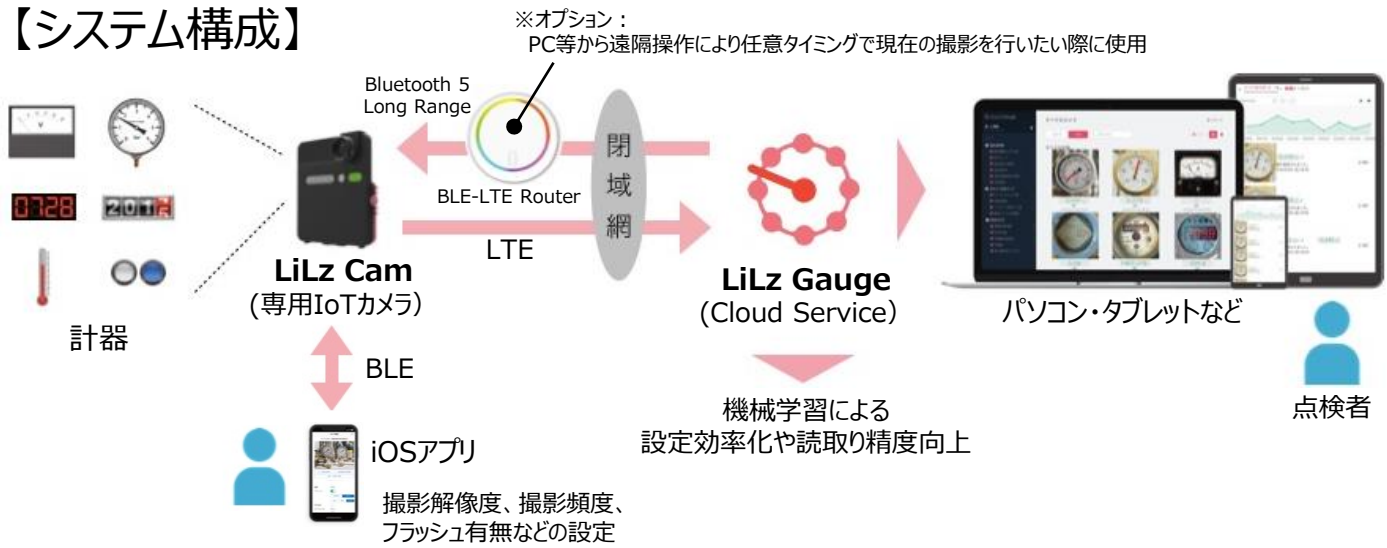 【システム構成】
※オプション：
PC等から遠隔操作により任意タイミングで現在の撮影を行いたい際に使用
Bluetooth 5
Long Range
BLE-LTE Router
閉
域
網
LTE
0728
LiLz Cam
(専用IoTカメラ)
計器
LiLz Gauge
(Cloud Service)
パソコン・タブレットなど
点検者
BLE
機械学習による
設定効率化や読取り精度向上
iOSアプリ
撮影解像度、撮影頻度、
フラッシュ有無などの設定